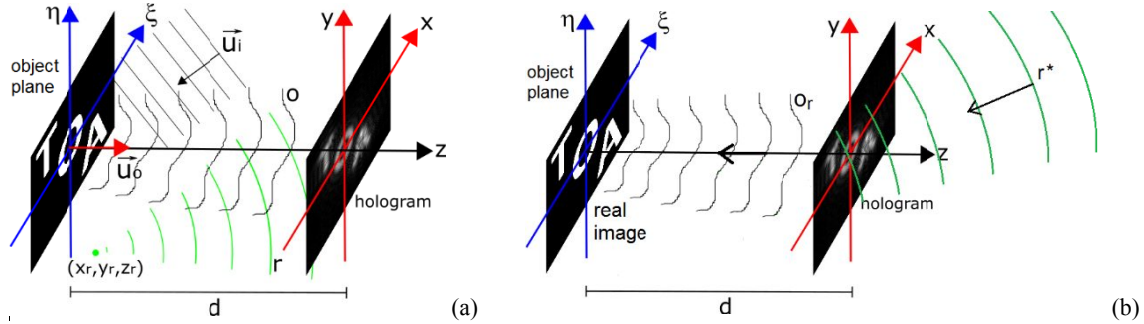 η
ξ
u⃗i
object
plane
o
y
x
z
u⃗o
hologram
(xr,yr,zr)
r
d
(a)
η
ξ
object
plane
y
x
r*
or
z
real
image
hologram
d
(b)